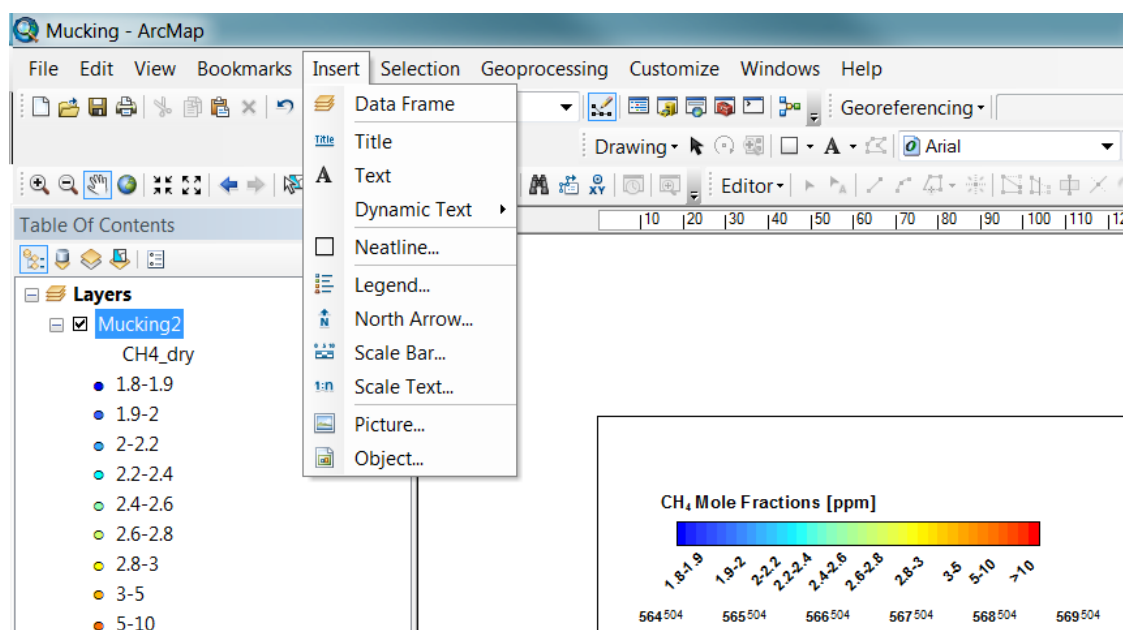 Mucking - ArcMap
File Edit View Bookmarks Insert Selection Geoprocessing Customize Windows Help
Georeferencing
Drawing A Arial
Editor
Table Of Contents
10 20 30 40 50 60 70 80 90 100 110
Data Frame
Title Title
A Text
Dynamic Text
Neatline...
Legend...
N North Arrow...
Scale Bar...
1:n Scale Text...
Picture...
Object...
Layers
Mucking2
CH4_dry
1.8-1.9
1.9-2
2-2.2
2.2-2.4
2.4-2.6
2.6-2.8
2.8-3
3-5
5-10
CH₄ Mole Fractions [ppm]
1.8-1.9 1.9-2 2-2.2 2.2-2.4 2.4-2.6 2.6-2.8 2.8-3 3-5 5-10 >10
564504 565504 566504 567504 568504 569504